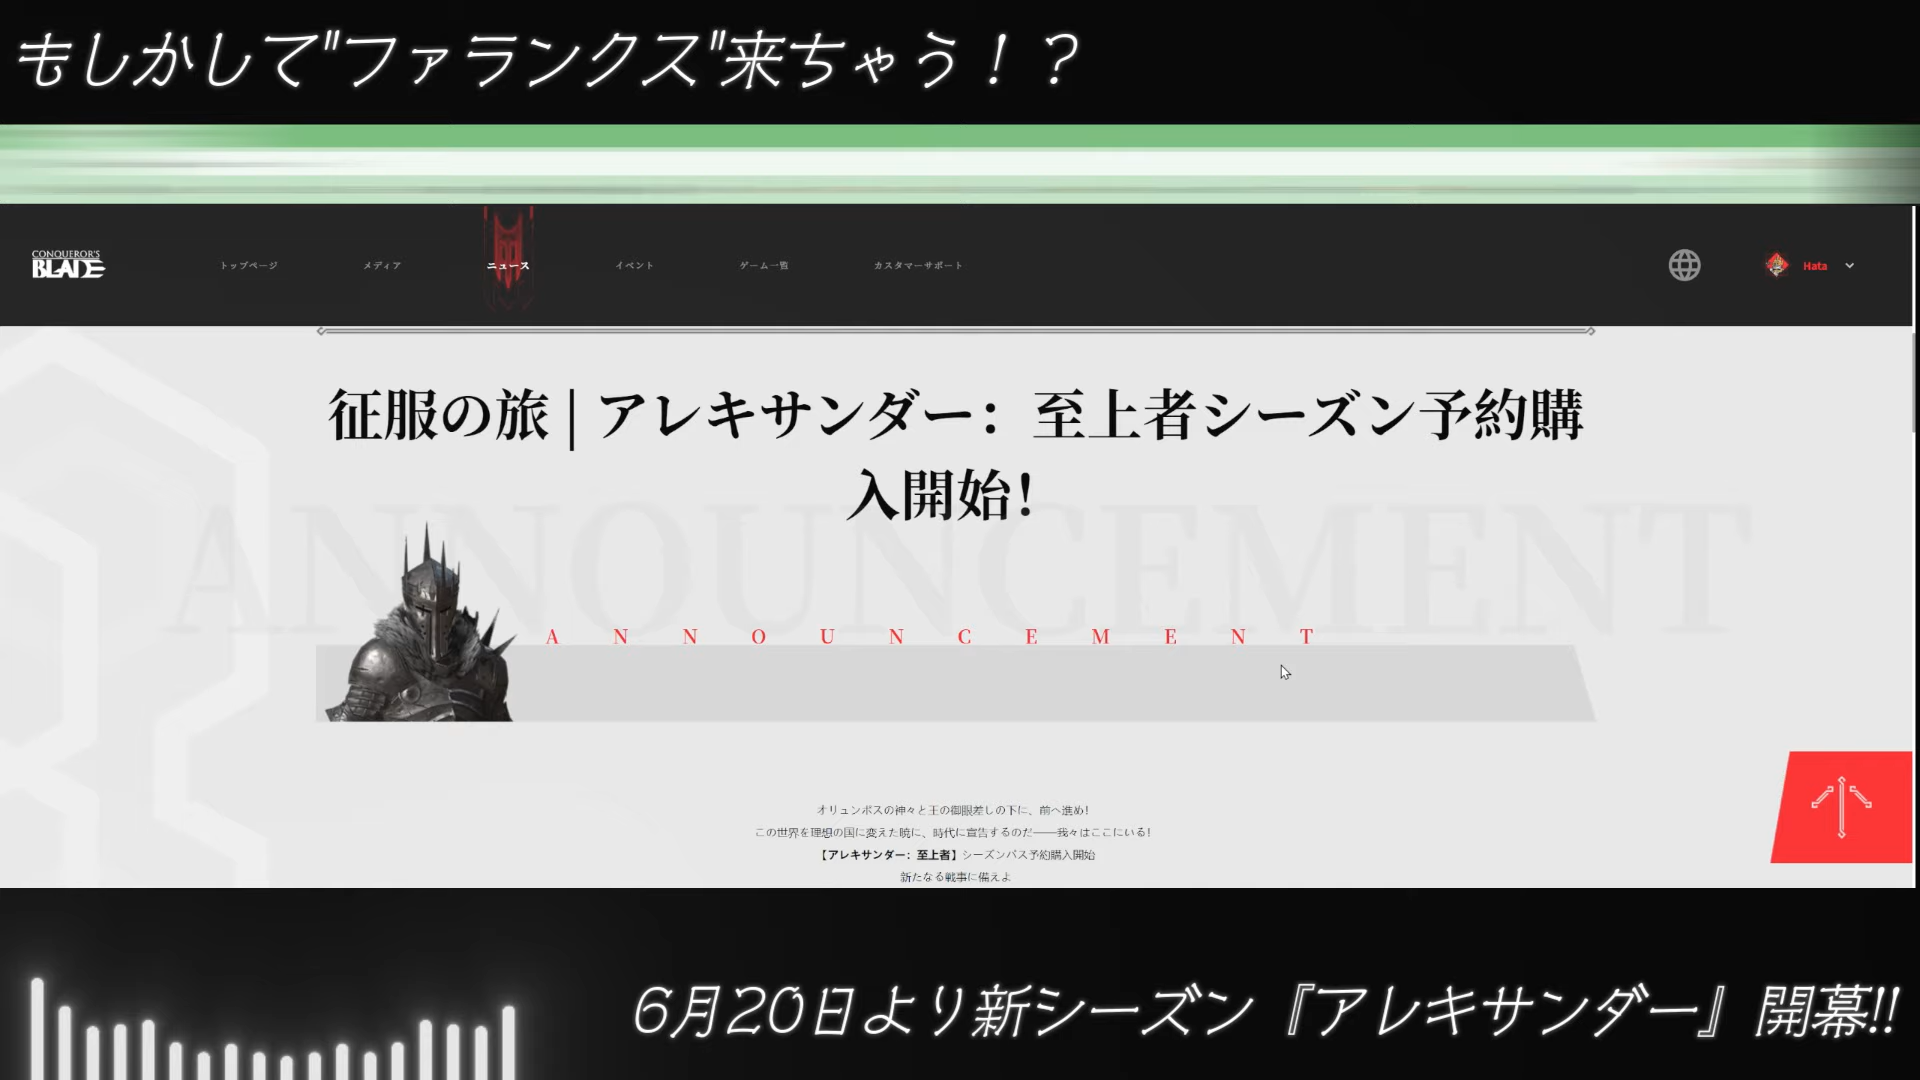 もしかして"ファランクス"来ちゃう！？
CONQUEROR'S
BLADE
トップページ
メディア
ニュース
イベント
ゲーム一覧
カスタマーサポート
Hata
征服の旅 | アレキサンダー：至上者シーズン予約購
入開始！
ANNOUNCEMENT
ANNOUNCEMENT
オリュンポスの神々と王の御眼差しの下に、前へ進め！
この世界を理想の国に変えた暁に、時代に宣告するのだ——我々はここにいる！
【アレキサンダー：至上者】シーズンパス予約購入開始
新たなる戦事に備えよ
6月20日より新シーズン『アレキサンダー』開幕!!